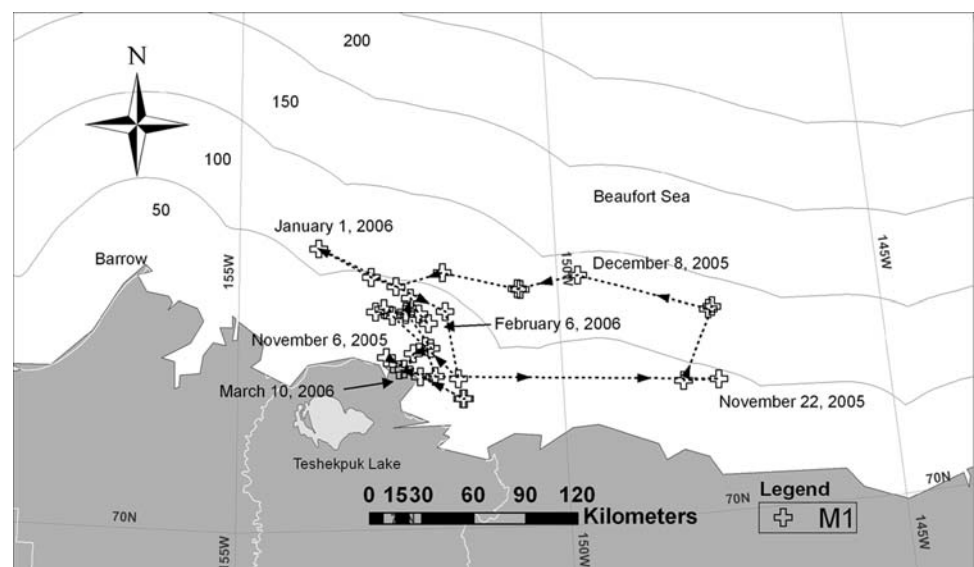 N
200
150
100
50
155W
150W
145W
Beaufort Sea
January 1, 2006
Barrow
December 8, 2005
February 6, 2006
November 6, 2005
March 10, 2006
November 22, 2005
Teshekpuk Lake
70N
70N
70N
0 15 30 60 90 120
Kilometers
Legend
M1
155W
150W
145W